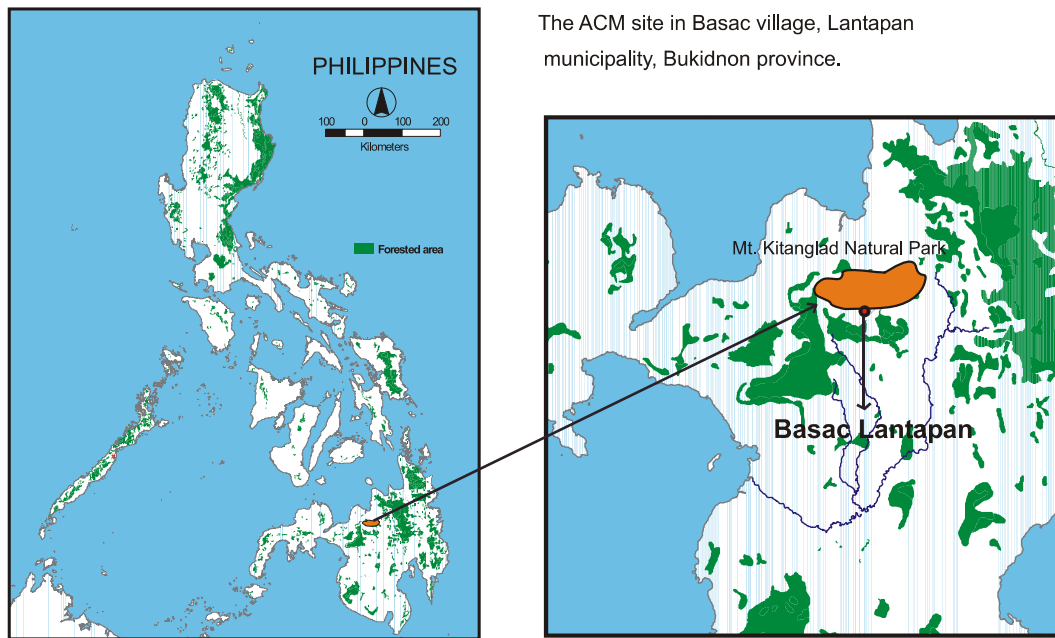 The ACM site in Basac village, Lantapan
municipality, Bukidnon province.
PHILIPPINES
100 0 100 200
Kilometers
Forested area
Mt. Kitanglad Natural Park
Basac Lantapan